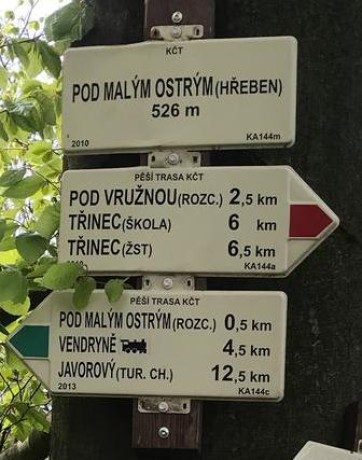 KČT
POD MALÝM OSTRÝM (HŘEBEN)
526 m
2010 KA144m
PĚŠÍ TRASA KČT
POD VRUŽNOU (ROZC.) 2,5 km
TŘINEC (ŠKOLA) 6 km
TŘINEC (ŽST) 6,5 km
2010 KA144a
PĚŠÍ TRASA KČT
POD MALÝM OSTRÝM (ROZC.) 0,5 km
VENDRYNĚ 4,5 km
JAVOROVÝ (TUR. CH.) 12,5 km
2013 KA144c